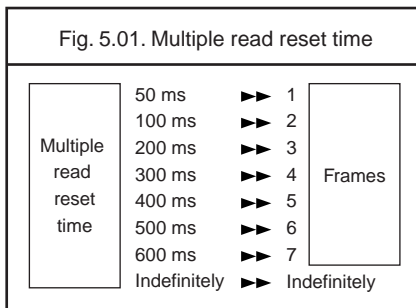 Fig. 5.01. Multiple read reset time
Multiple
read
reset
time
50 ms ►► 1
100 ms ►► 2
200 ms ►► 3
300 ms ►► 4
400 ms ►► 5
500 ms ►► 6
600 ms ►► 7
Indefinitely ►► Indefinitely
Frames